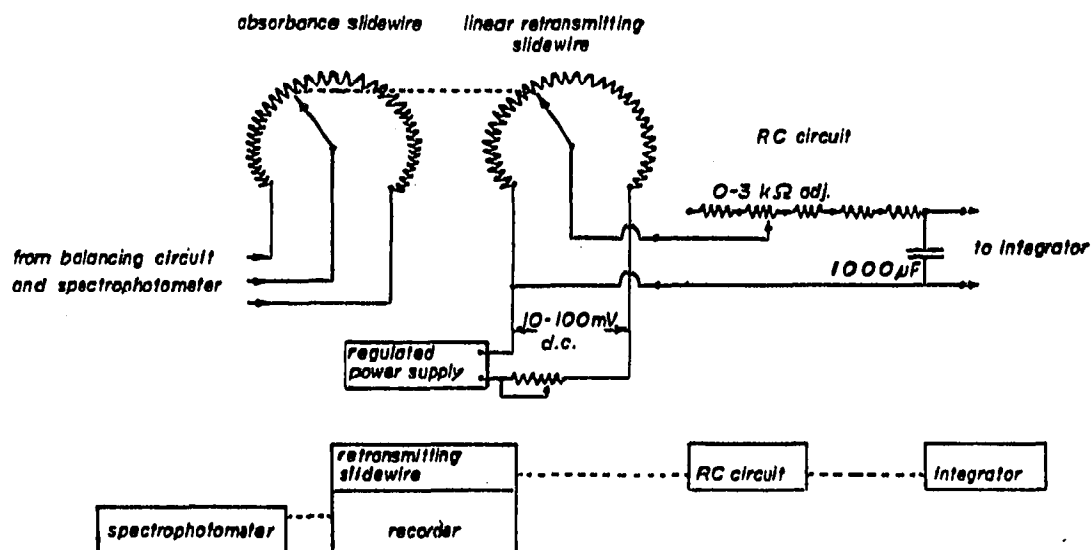 absorbance slidewire
linear retransmitting
slidewire
RC circuit
0-3 kΩ adj.
from balancing circuit
and spectrophotometer
to integrator
1000μF
10-100mV
d.c.
regulated
power supply
retransmitting
slidewire
RC circuit
integrator
spectrophotometer
recorder